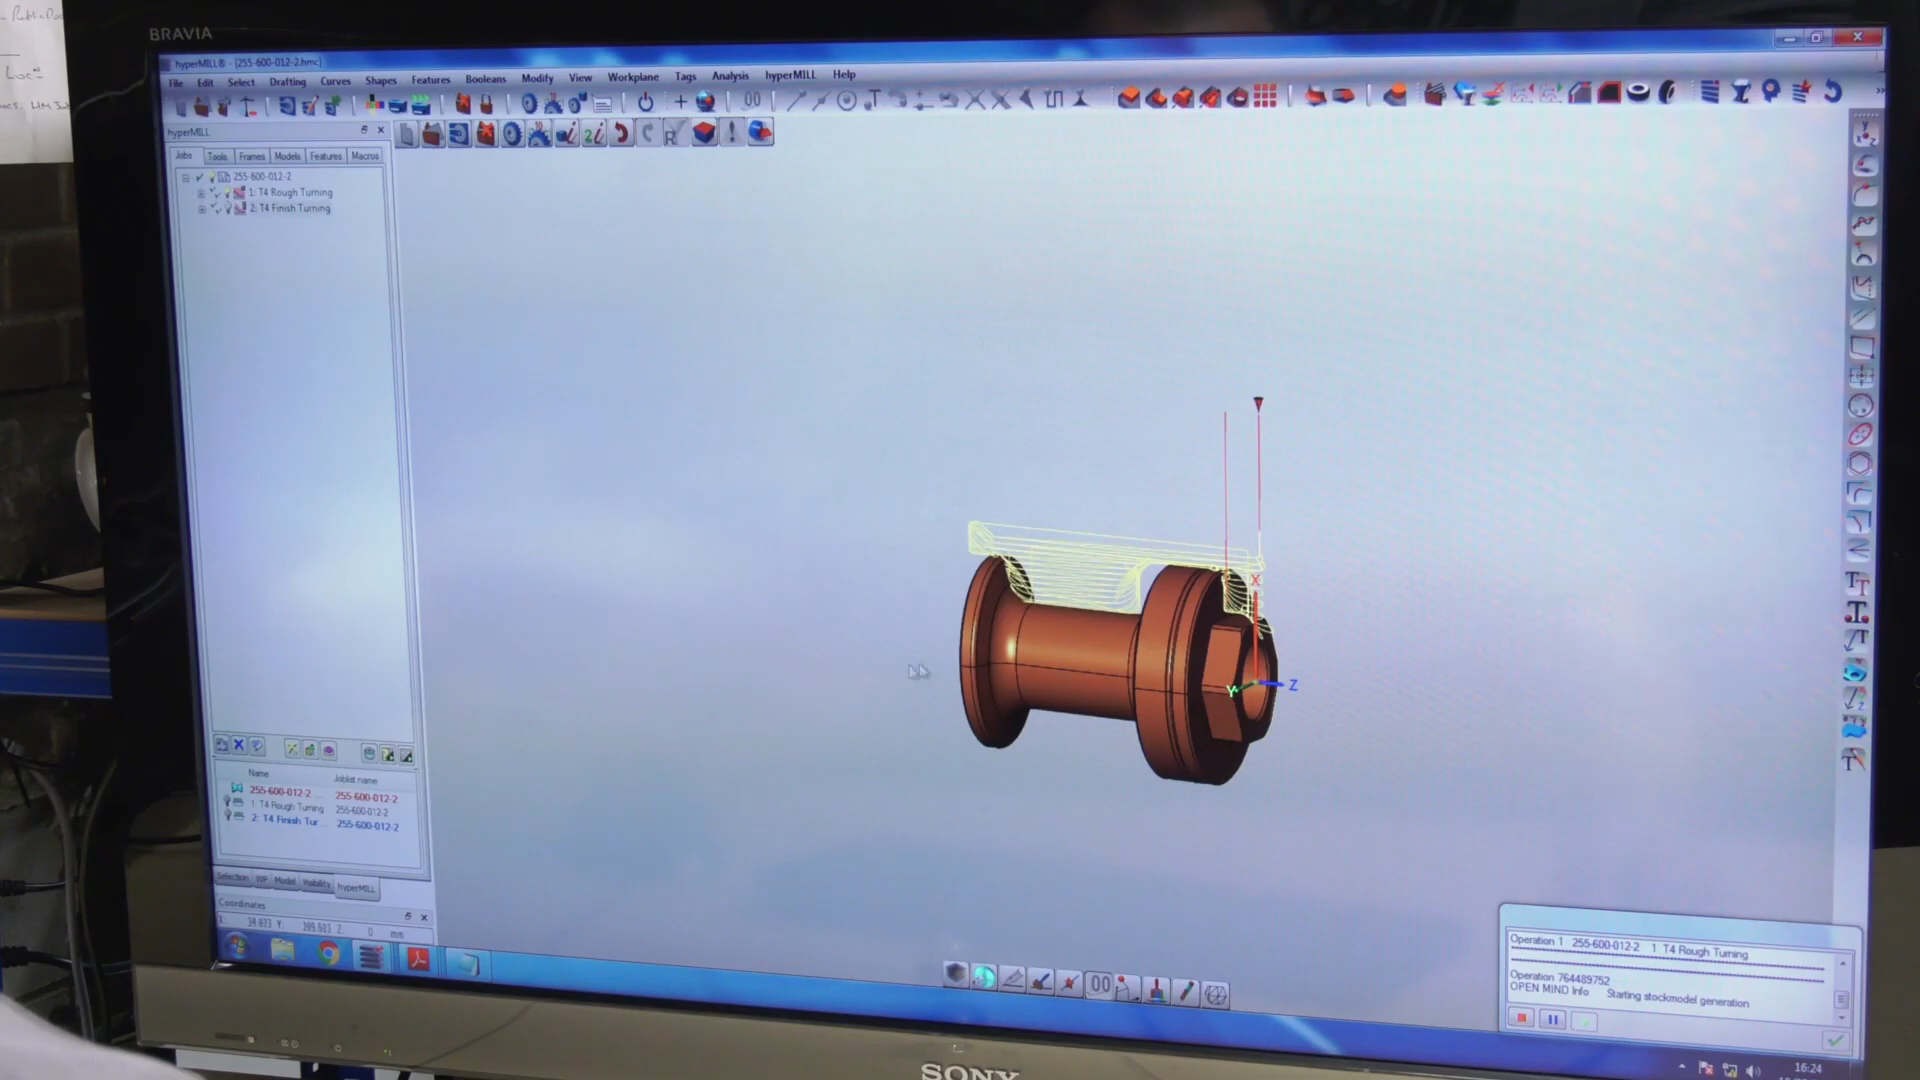 BRAVIA
hyperMILL® - [255-600-012-2.hmc]
File Edit Select Drafting Curves Shapes Features Booleans Modify View Workplane Tags Analysis hyperMILL Help
hyperMILL
Jobs Tools Frames Models Features Macros
255-600-012-2
1: T4 Rough Turning
2: T4 Finish Turning
X
Y
Z
Name Joblist name
255-600-012-2 ... 255-600-012-2
1 T4 Rough Turning 255-600-012-2
2: T4 Finish Tur... 255-600-012-2
Selection WP Model Visibility hyperMILL
Coordinates
X: Y: Z: 0 mm
Operation 1 255-600-012-2 1 T4 Rough Turning
Operation 764489752
OPEN MIND Info Starting stockmodel generation
16:24
SONY